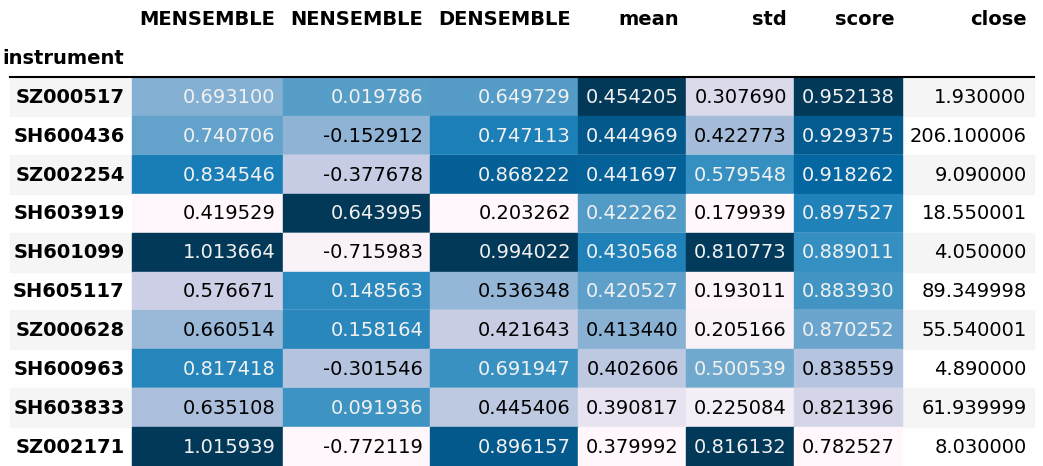 MENSEMBLE NENSEMBLE DENSEMBLE mean std score close
instrument
SZ000517 0.693100 0.019786 0.649729 0.454205 0.307690 0.952138 1.930000
SH600436 0.740706 -0.152912 0.747113 0.444969 0.422773 0.929375 206.100006
SZ002254 0.834546 -0.377678 0.868222 0.441697 0.579548 0.918262 9.090000
SH603919 0.419529 0.643995 0.203262 0.422262 0.179939 0.897527 18.550001
SH601099 1.013664 -0.715983 0.994022 0.430568 0.810773 0.889011 4.050000
SH605117 0.576671 0.148563 0.536348 0.420527 0.193011 0.883930 89.349998
SZ000628 0.660514 0.158164 0.421643 0.413440 0.205166 0.870252 55.540001
SH600963 0.817418 -0.301546 0.691947 0.402606 0.500539 0.838559 4.890000
SH603833 0.635108 0.091936 0.445406 0.390817 0.225084 0.821396 61.939999
SZ002171 1.015939 -0.772119 0.896157 0.379992 0.816132 0.782527 8.030000